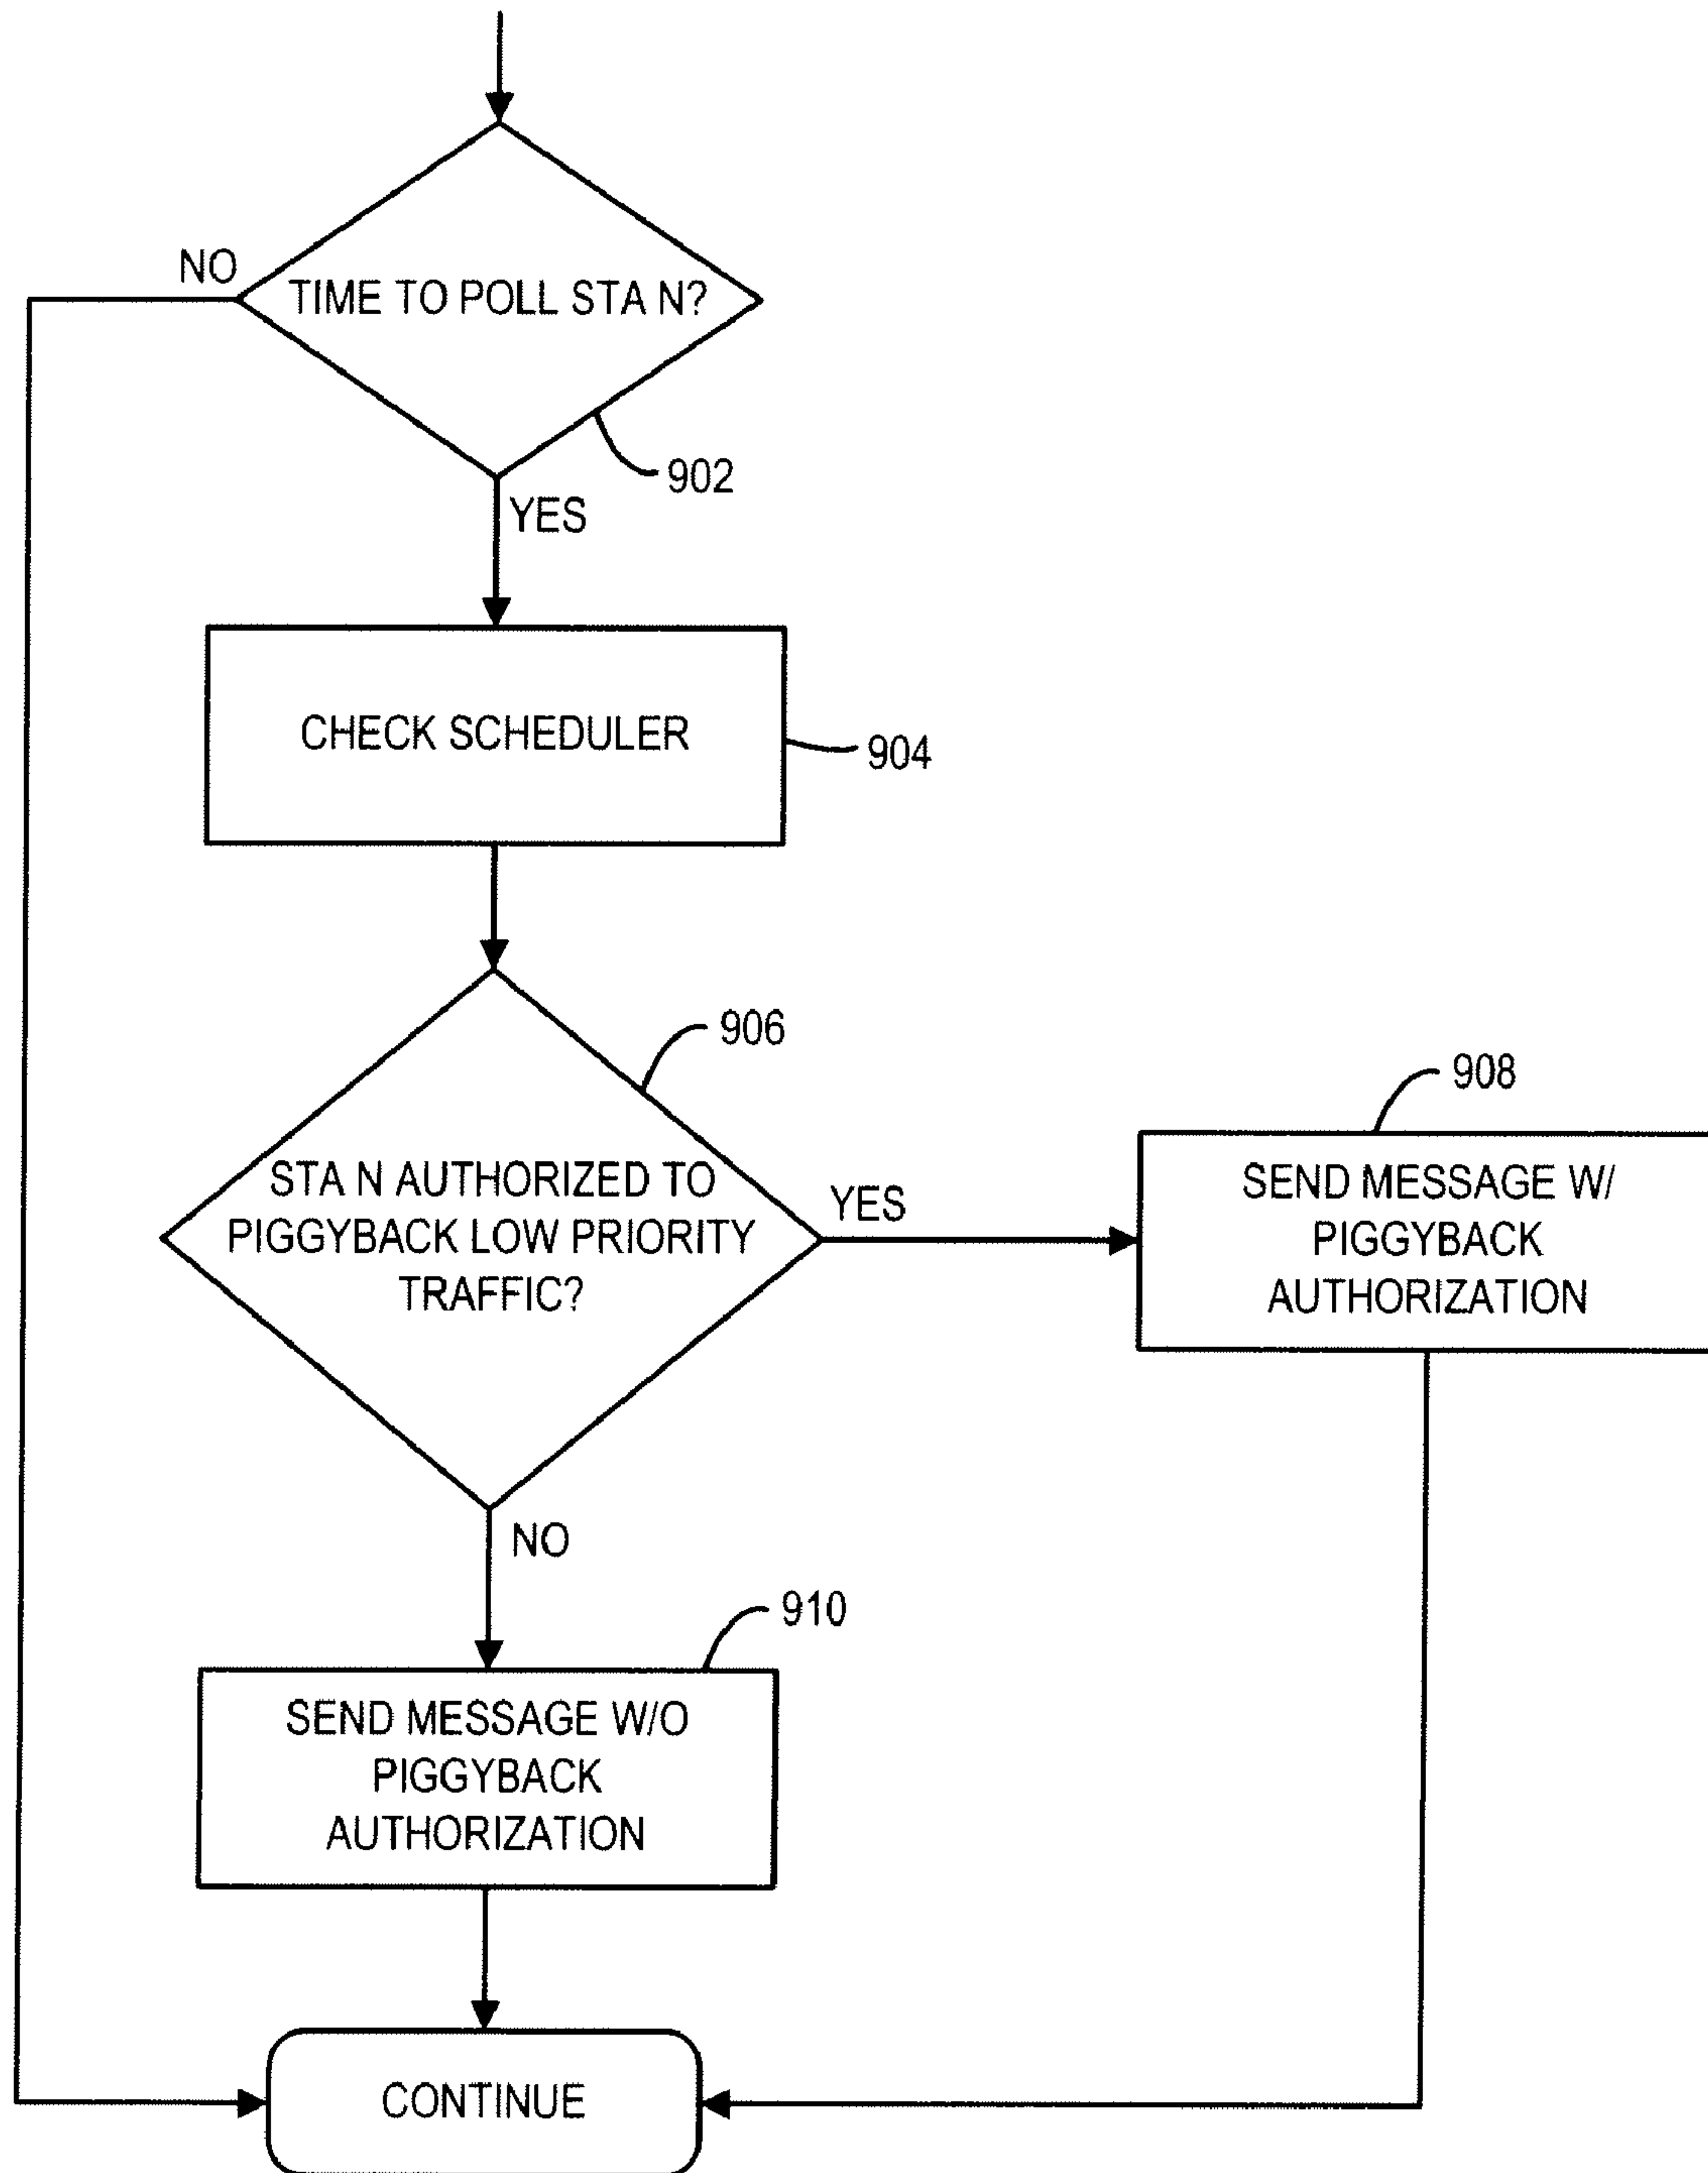 NO
TIME TO POLL STA N?
902
YES
CHECK SCHEDULER
904
906
STA N AUTHORIZED TO
PIGGYBACK LOW PRIORITY
TRAFFIC?
YES
908
SEND MESSAGE W/
PIGGYBACK
AUTHORIZATION
NO
910
SEND MESSAGE W/O
PIGGYBACK
AUTHORIZATION
CONTINUE